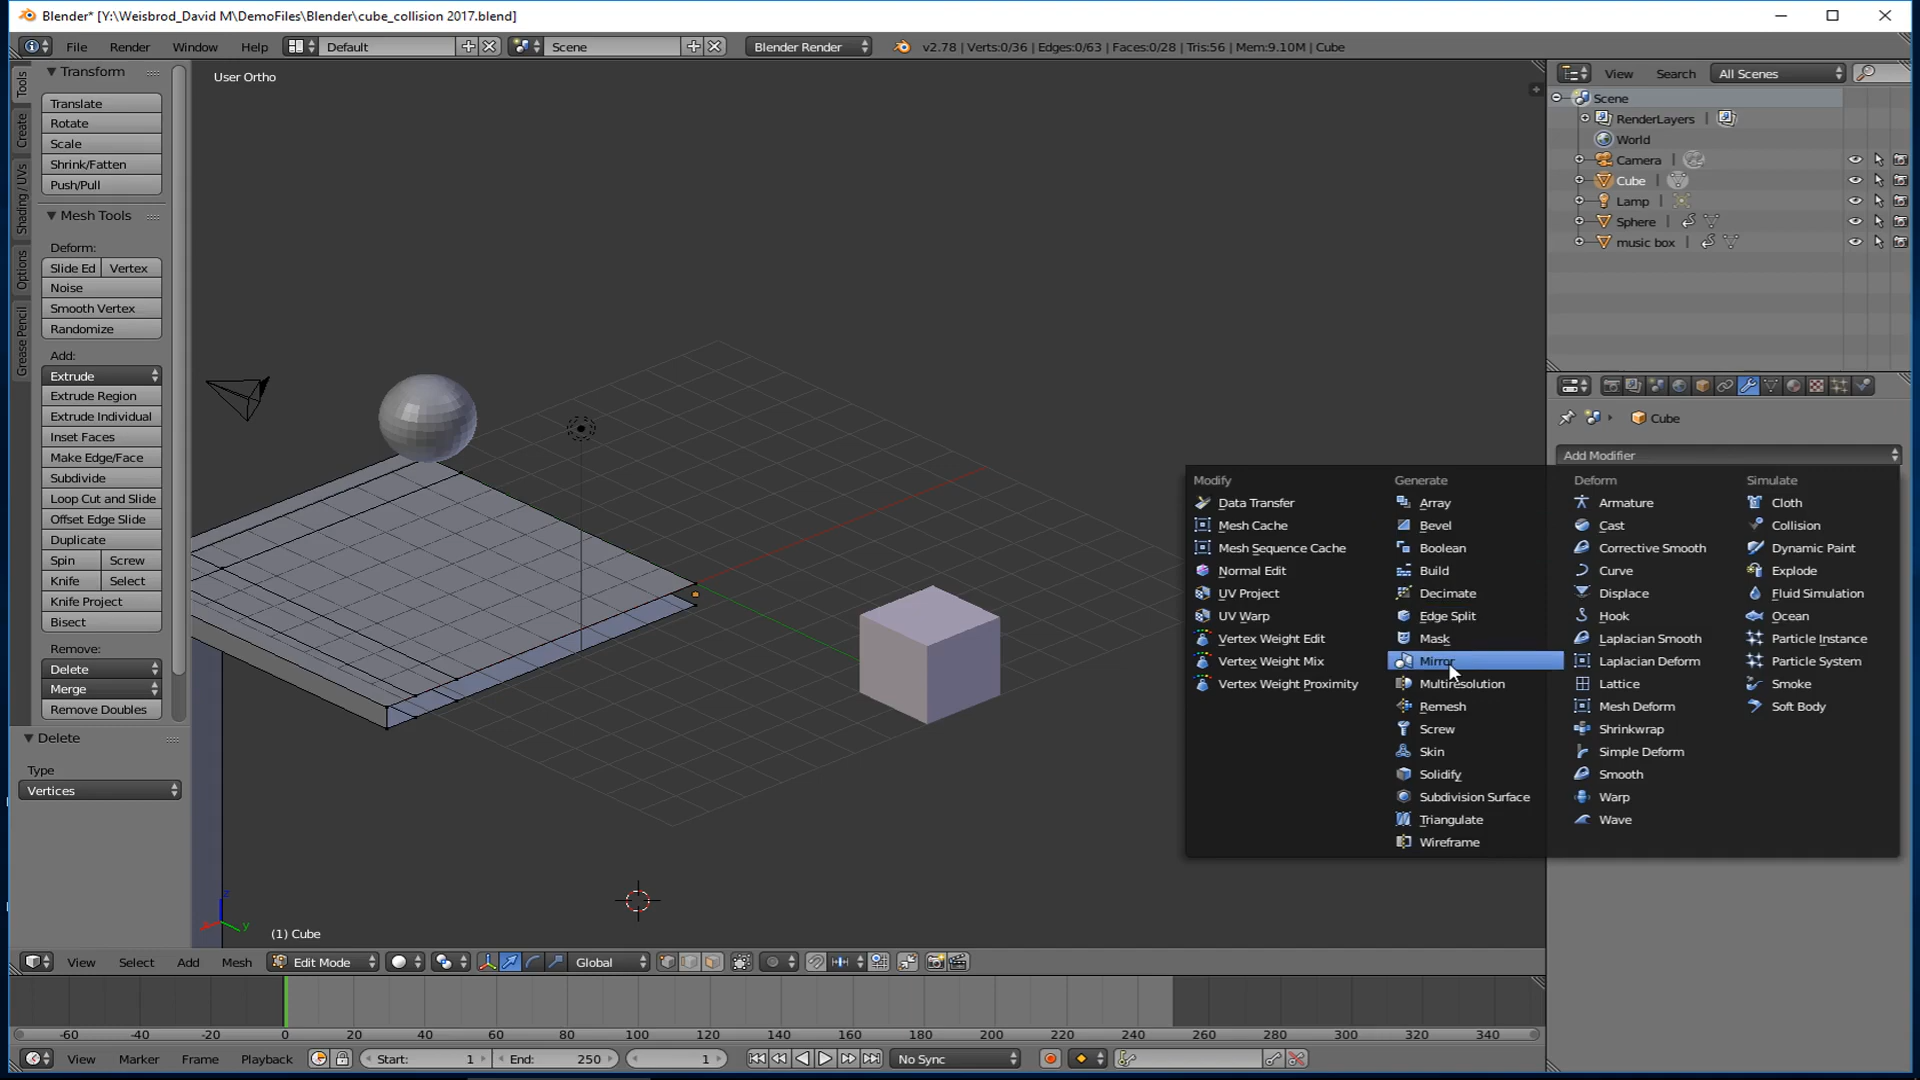 Blender* [Y:\Weisbrod_David M\DemoFiles\Blender\cube_collision 2017.blend]
File Render Window Help Default Scene Blender Render v2.78 | Verts:0/36 | Edges:0/63 | Faces:0/28 | Tris:56 | Mem:9.10M | Cube
Tools
Create
Shading / UVs
Options
Grease Pencil
Transform
Translate
Rotate
Scale
Shrink/Fatten
Push/Pull
Mesh Tools
Deform:
Slide Ed Vertex
Noise
Smooth Vertex
Randomize
Add:
Extrude
Extrude Region
Extrude Individual
Inset Faces
Make Edge/Face
Subdivide
Loop Cut and Slide
Offset Edge Slide
Duplicate
Spin Screw
Knife Select
Knife Project
Bisect
Remove:
Delete
Merge
Remove Doubles
Delete
Type
Vertices
User Ortho
z
y
(1) Cube
View Search All Scenes
Scene
RenderLayers
World
Camera
Cube
Lamp
Sphere
music box
Cube
Add Modifier
Modify
Data Transfer
Mesh Cache
Mesh Sequence Cache
Normal Edit
UV Project
UV Warp
Vertex Weight Edit
Vertex Weight Mix
Vertex Weight Proximity
Generate
Array
Bevel
Boolean
Build
Decimate
Edge Split
Mask
Mirror
Multiresolution
Remesh
Screw
Skin
Solidify
Subdivision Surface
Triangulate
Wireframe
Deform
Armature
Cast
Corrective Smooth
Curve
Displace
Hook
Laplacian Smooth
Laplacian Deform
Lattice
Mesh Deform
Shrinkwrap
Simple Deform
Smooth
Warp
Wave
Simulate
Cloth
Collision
Dynamic Paint
Explode
Fluid Simulation
Ocean
Particle Instance
Particle System
Smoke
Soft Body
View Select Add Mesh Edit Mode Global
-60 -40 -20 0 20 40 60 80 100 120 140 160 180 200 220 240 260 280 300 320 340
View Marker Frame Playback Start: 1 End: 250 1 No Sync